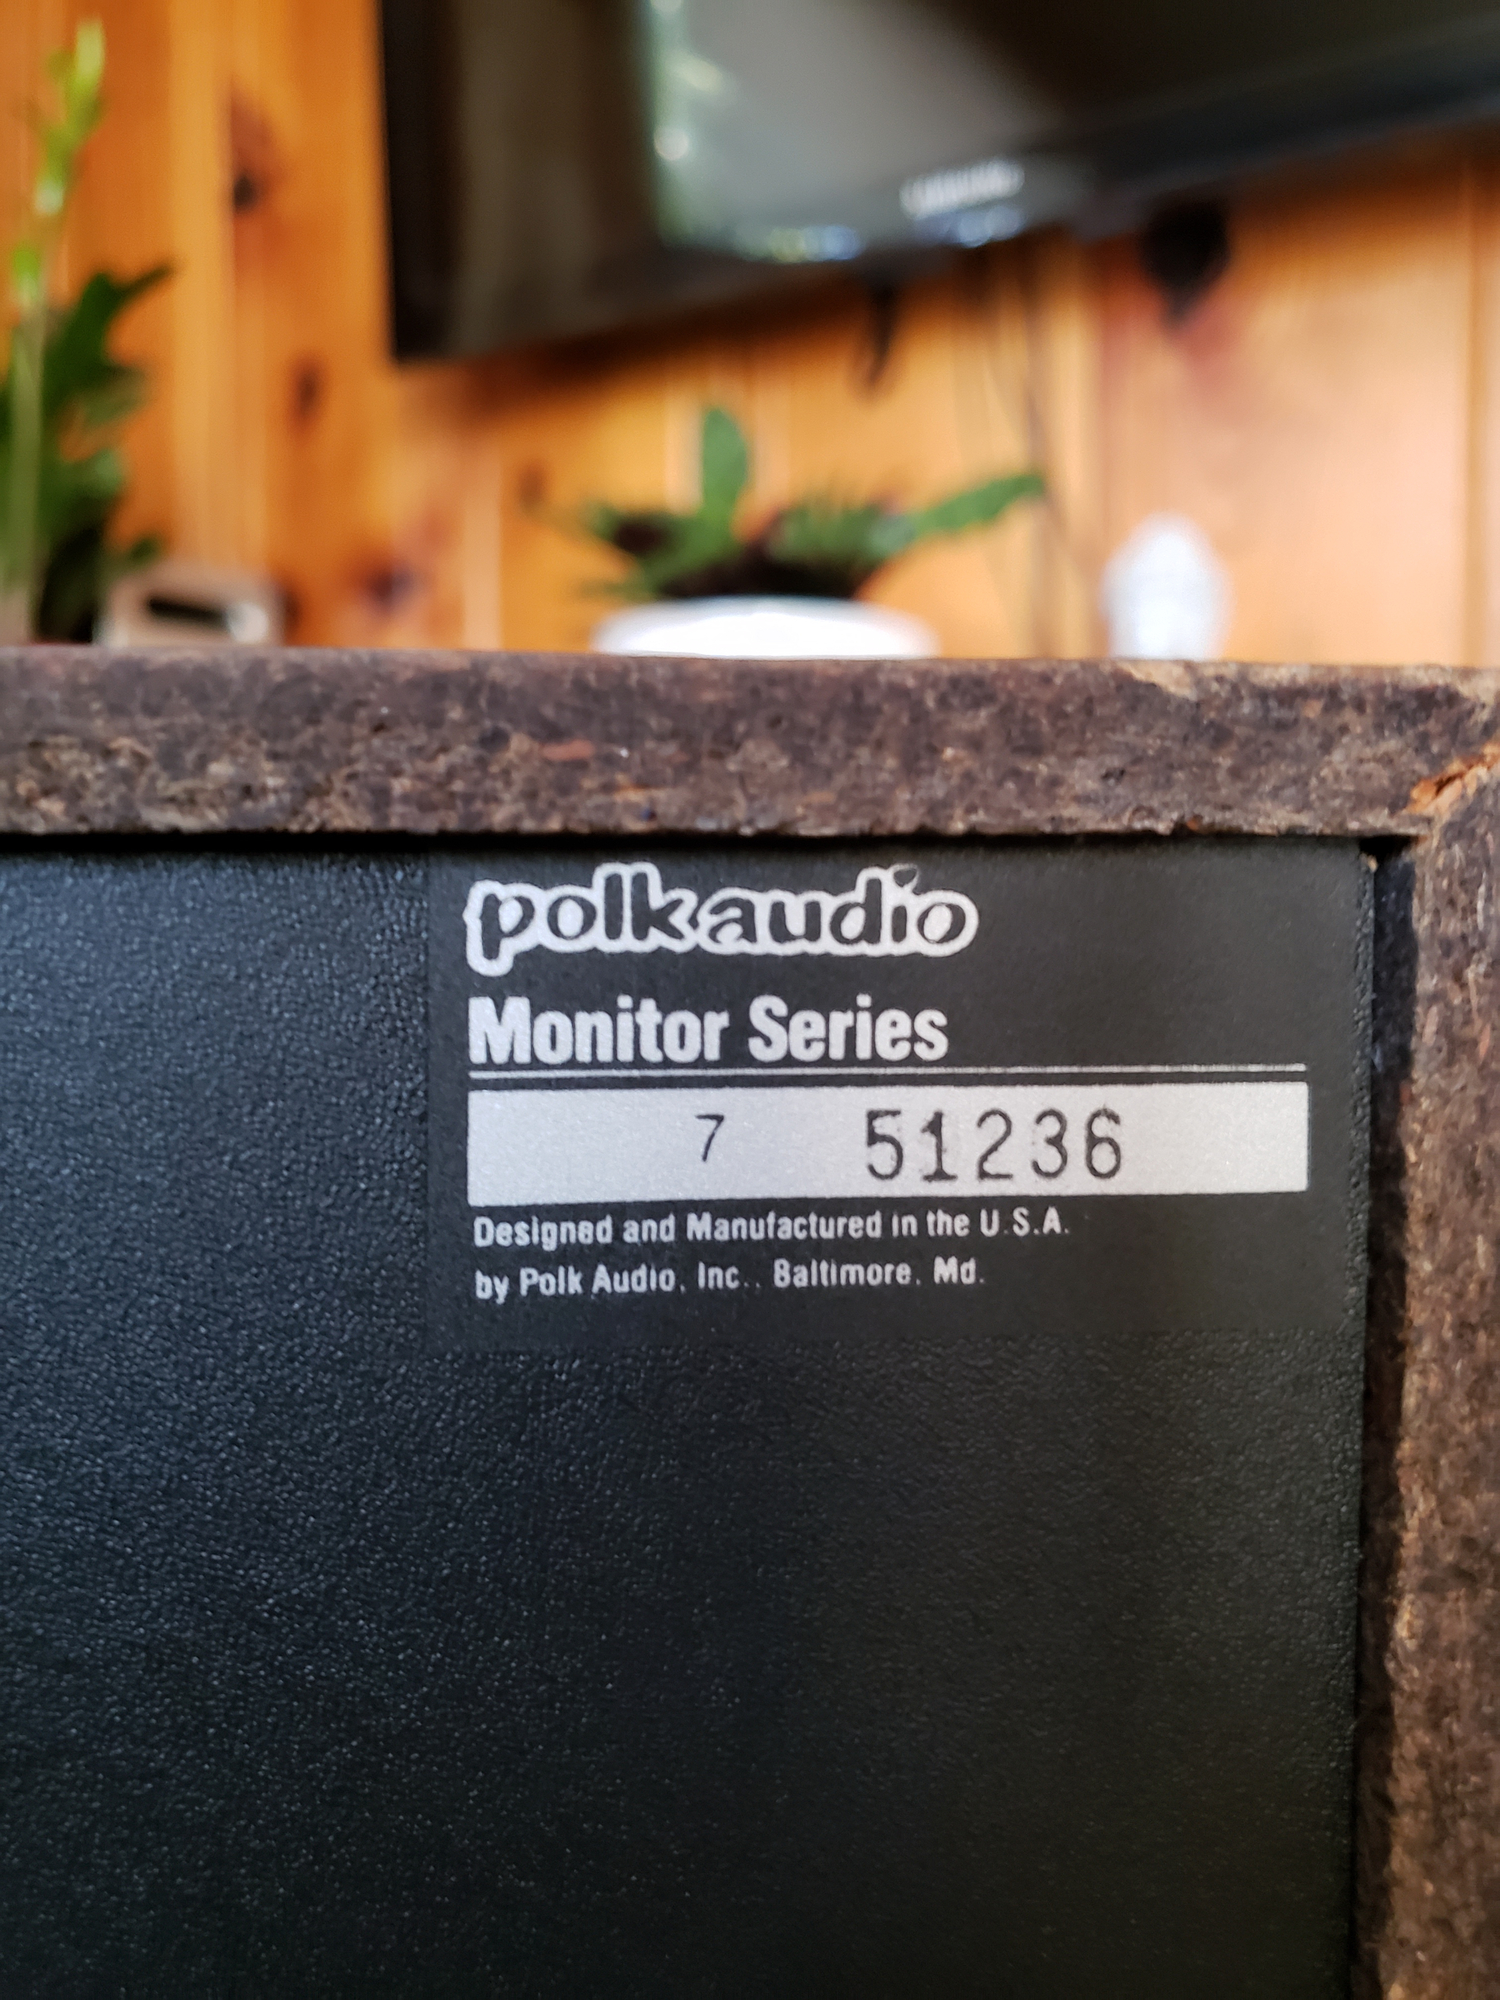 polkaudio
Monitor Series
7 51236
Designed and Manufactured in the U.S.A.
by Polk Audio, Inc., Baltimore, Md.